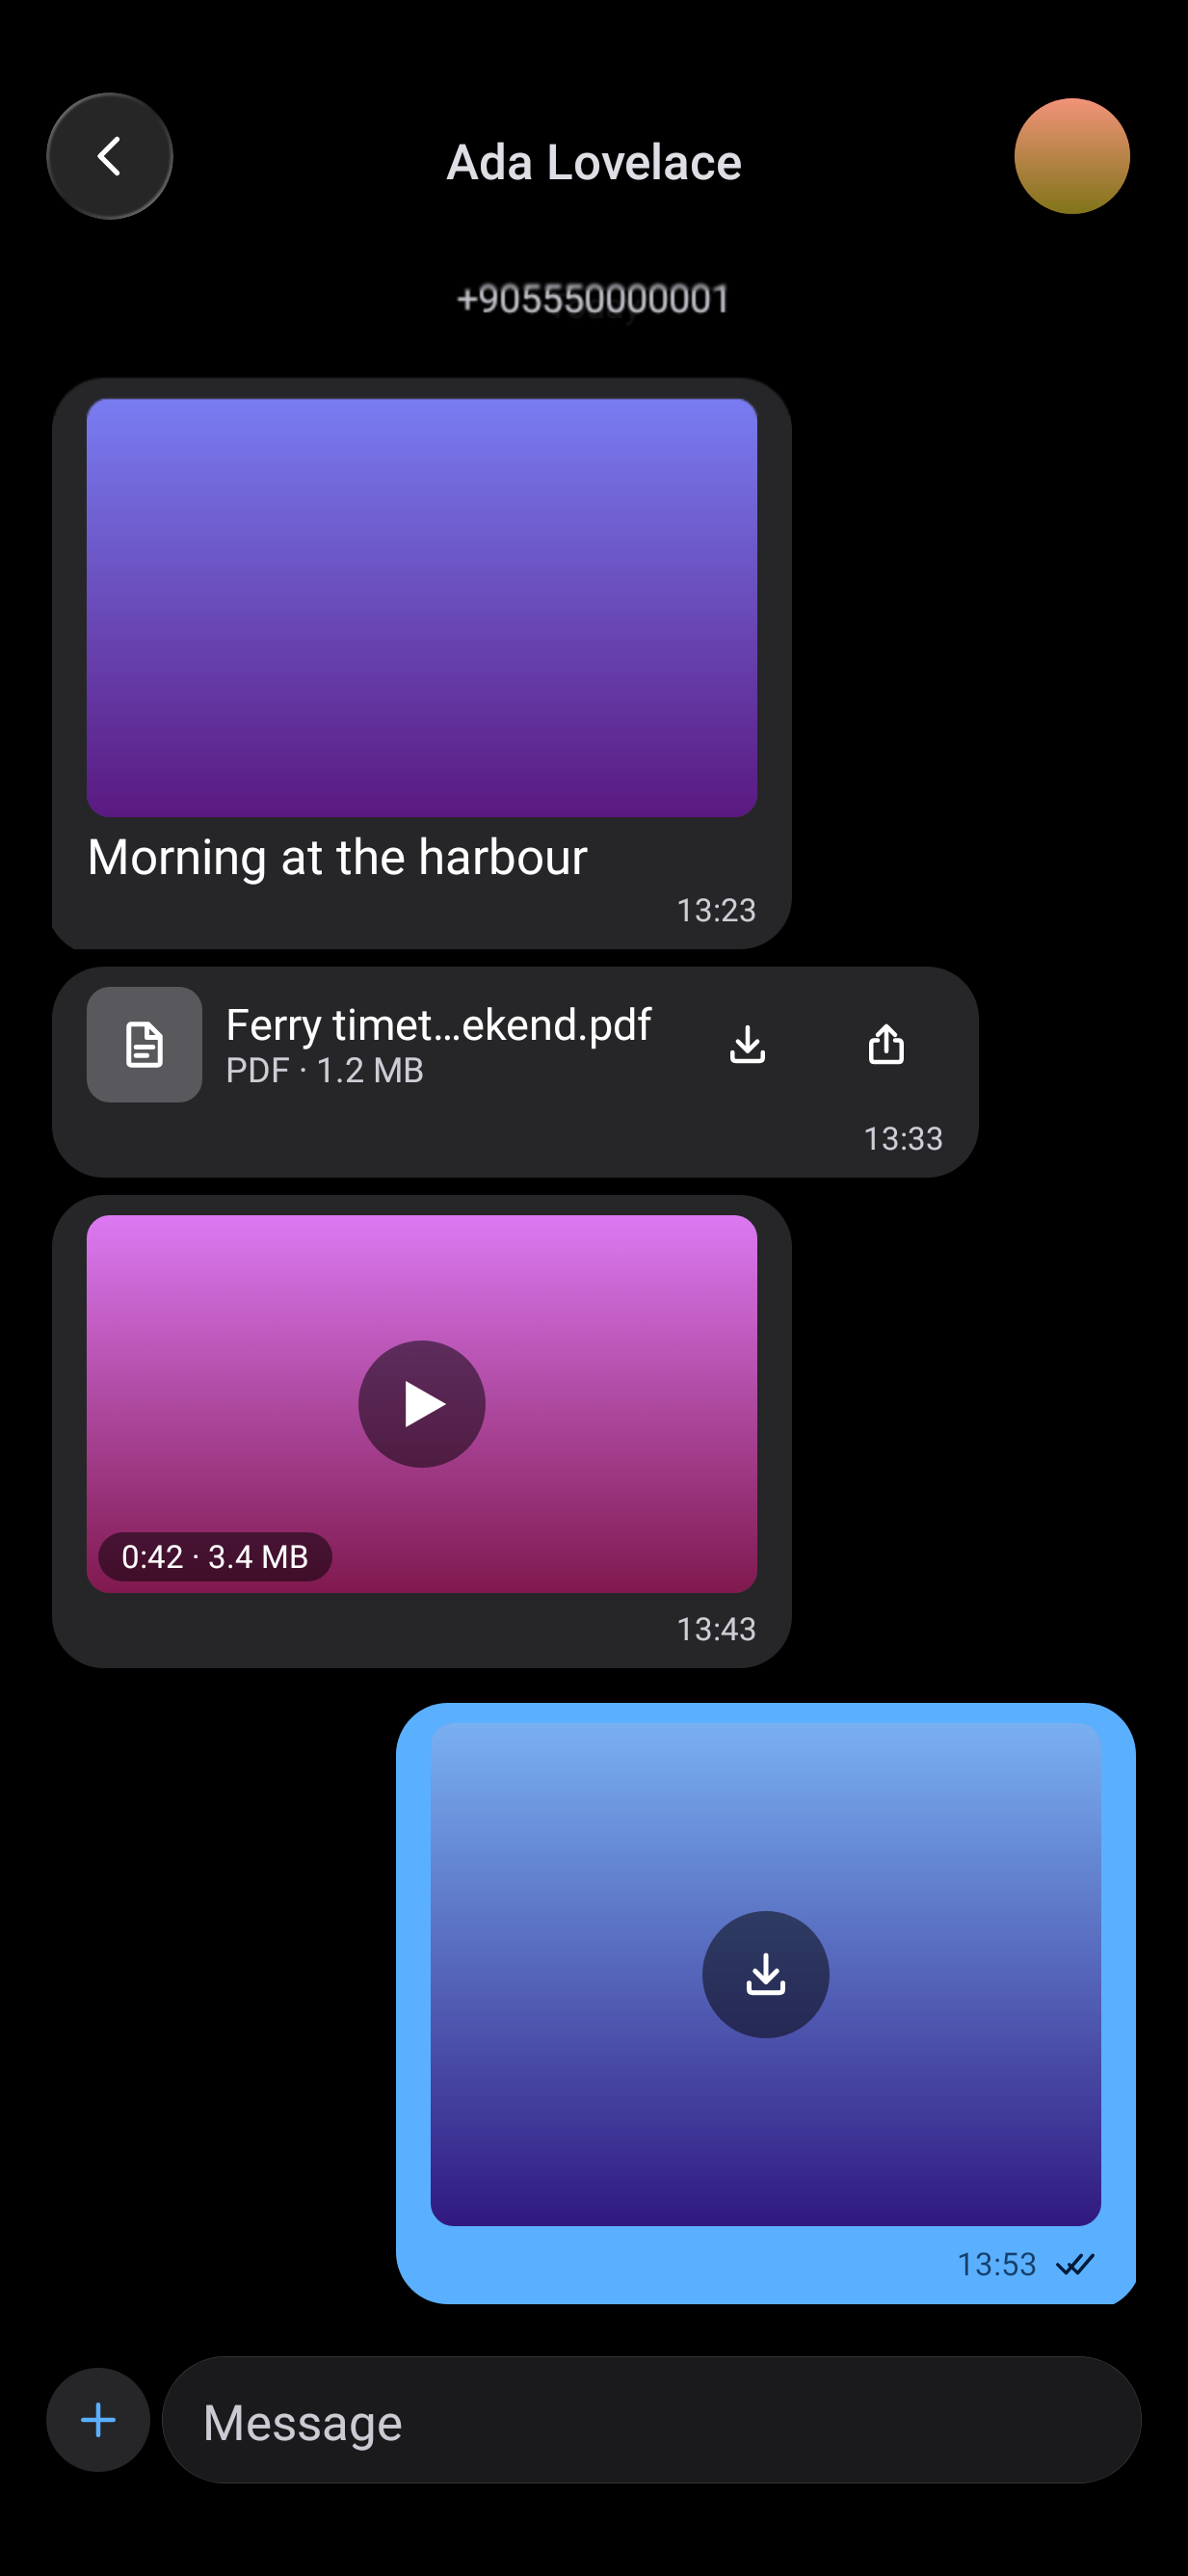 Ada Lovelace
+905550000001
Morning at the harbour
13:23
Ferry timet…ekend.pdf
PDF · 1.2 MB
13:33
0:42 · 3.4 MB
13:43
13:53
Message